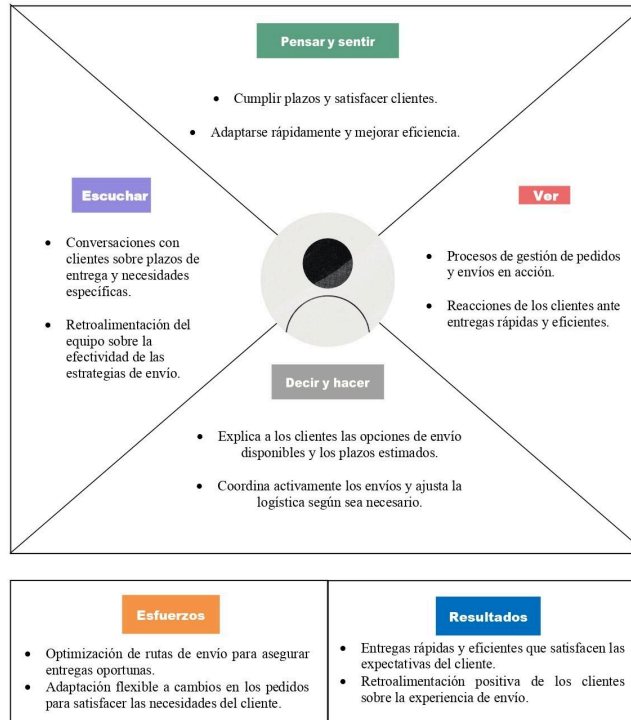 Pensar y sentir
• Cumplir plazos y satisfacer clientes.
• Adaptarse rápidamente y mejorar eficiencia.
Escuchar
• Conversaciones con
clientes sobre plazos de
entrega y necesidades
específicas.
• Retroalimentación del
equipo sobre la
efectividad de las
estrategias de envío.
Ver
• Procesos de gestión de pedidos
y envíos en acción.
• Reacciones de los clientes ante
entregas rápidas y eficientes.
Decir y hacer
• Explica a los clientes las opciones de envío
disponibles y los plazos estimados.
• Coordina activamente los envíos y ajusta la
logística según sea necesario.
Esfuerzos
• Optimización de rutas de envío para asegurar
entregas oportunas.
• Adaptación flexible a cambios en los pedidos
para satisfacer las necesidades del cliente.
Resultados
• Entregas rápidas y eficientes que satisfacen las
expectativas del cliente.
• Retroalimentación positiva de los clientes
sobre la experiencia de envío.